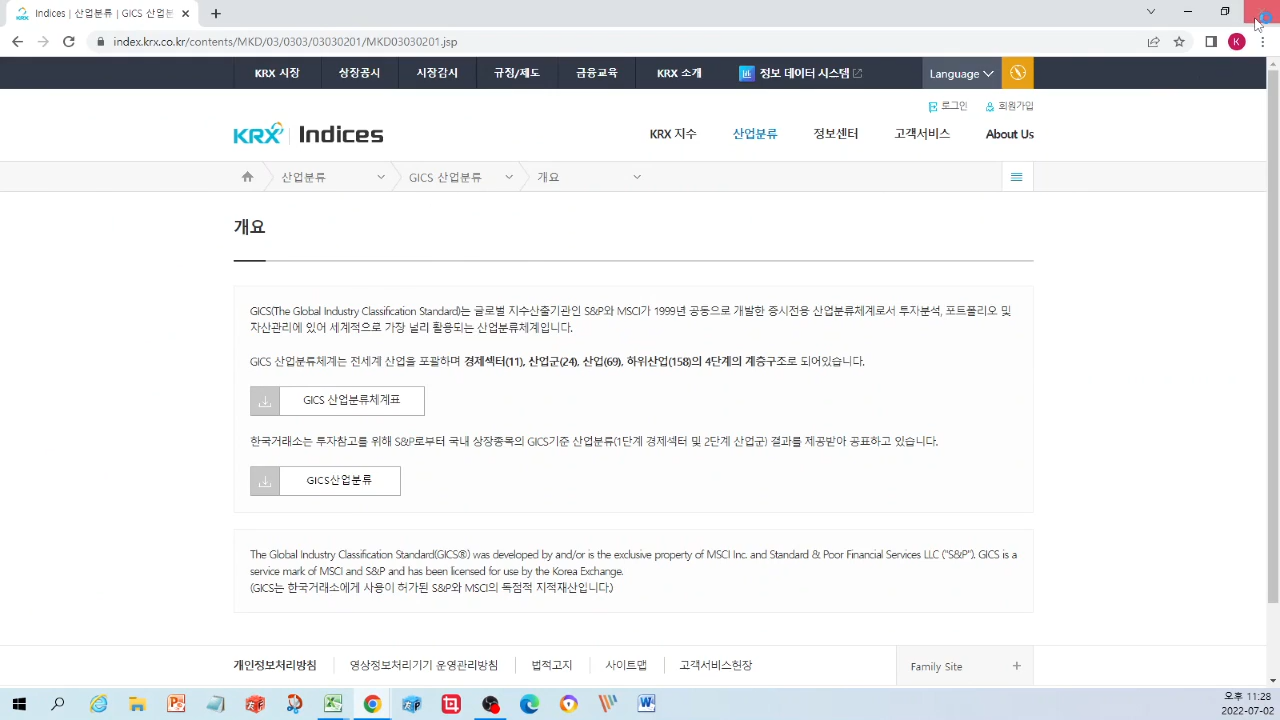 Indices | 산업분류 | GICS 산업분
index.krx.co.kr/contents/MKD/03/0303/03030201/MKD03030201.jsp
K
KRX 시장 상장공시 시장감시 규정/제도 금융교육 KRX 소개 정보 데이터 시스템 Language
로그인 회원가입
KRX Indices KRX 지수 산업분류 정보센터 고객서비스 About Us
산업분류 GICS 산업분류 개요
개요
GICS(The Global Industry Classification Standard)는 글로벌 지수산출기관인 S&P와 MSCI가 1999년 공동으로 개발한 증시전용 산업분류체계로서 투자분석, 포트폴리오 및
자산관리에 있어 세계적으로 가장 널리 활용되는 산업분류체계입니다.
GICS 산업분류체계는 전세계 산업을 포괄하며 경제섹터(11), 산업군(24), 산업(69), 하위산업(158)의 4단계의 계층구조로 되어있습니다.
GICS 산업분류체계표
한국거래소는 투자참고를 위해 S&P로부터 국내 상장종목의 GICS기준 산업분류(1단계 경제섹터 및 2단계 산업군) 결과를 제공받아 공표하고 있습니다.
GICS산업분류
The Global Industry Classification Standard(GICS®) was developed by and/or is the exclusive property of MSCI Inc. and Standard & Poor Financial Services LLC ("S&P"). GICS is a
service mark of MSCI and S&P and has been licensed for use by the Korea Exchange.
(GICS는 한국거래소에게 사용이 허가된 S&P와 MSCI의 독점적 지적재산입니다.)
개인정보처리방침 영상정보처리기기 운영관리방침 법적고지 사이트맵 고객서비스헌장 Family Site
오후 11:28
2022-07-02